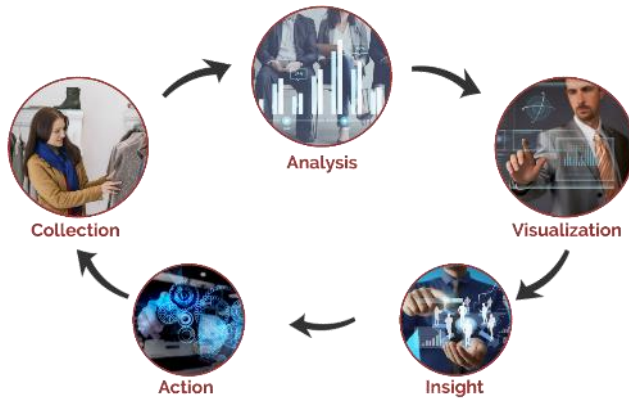 Analysis
Collection
Visualization
Action
Insight